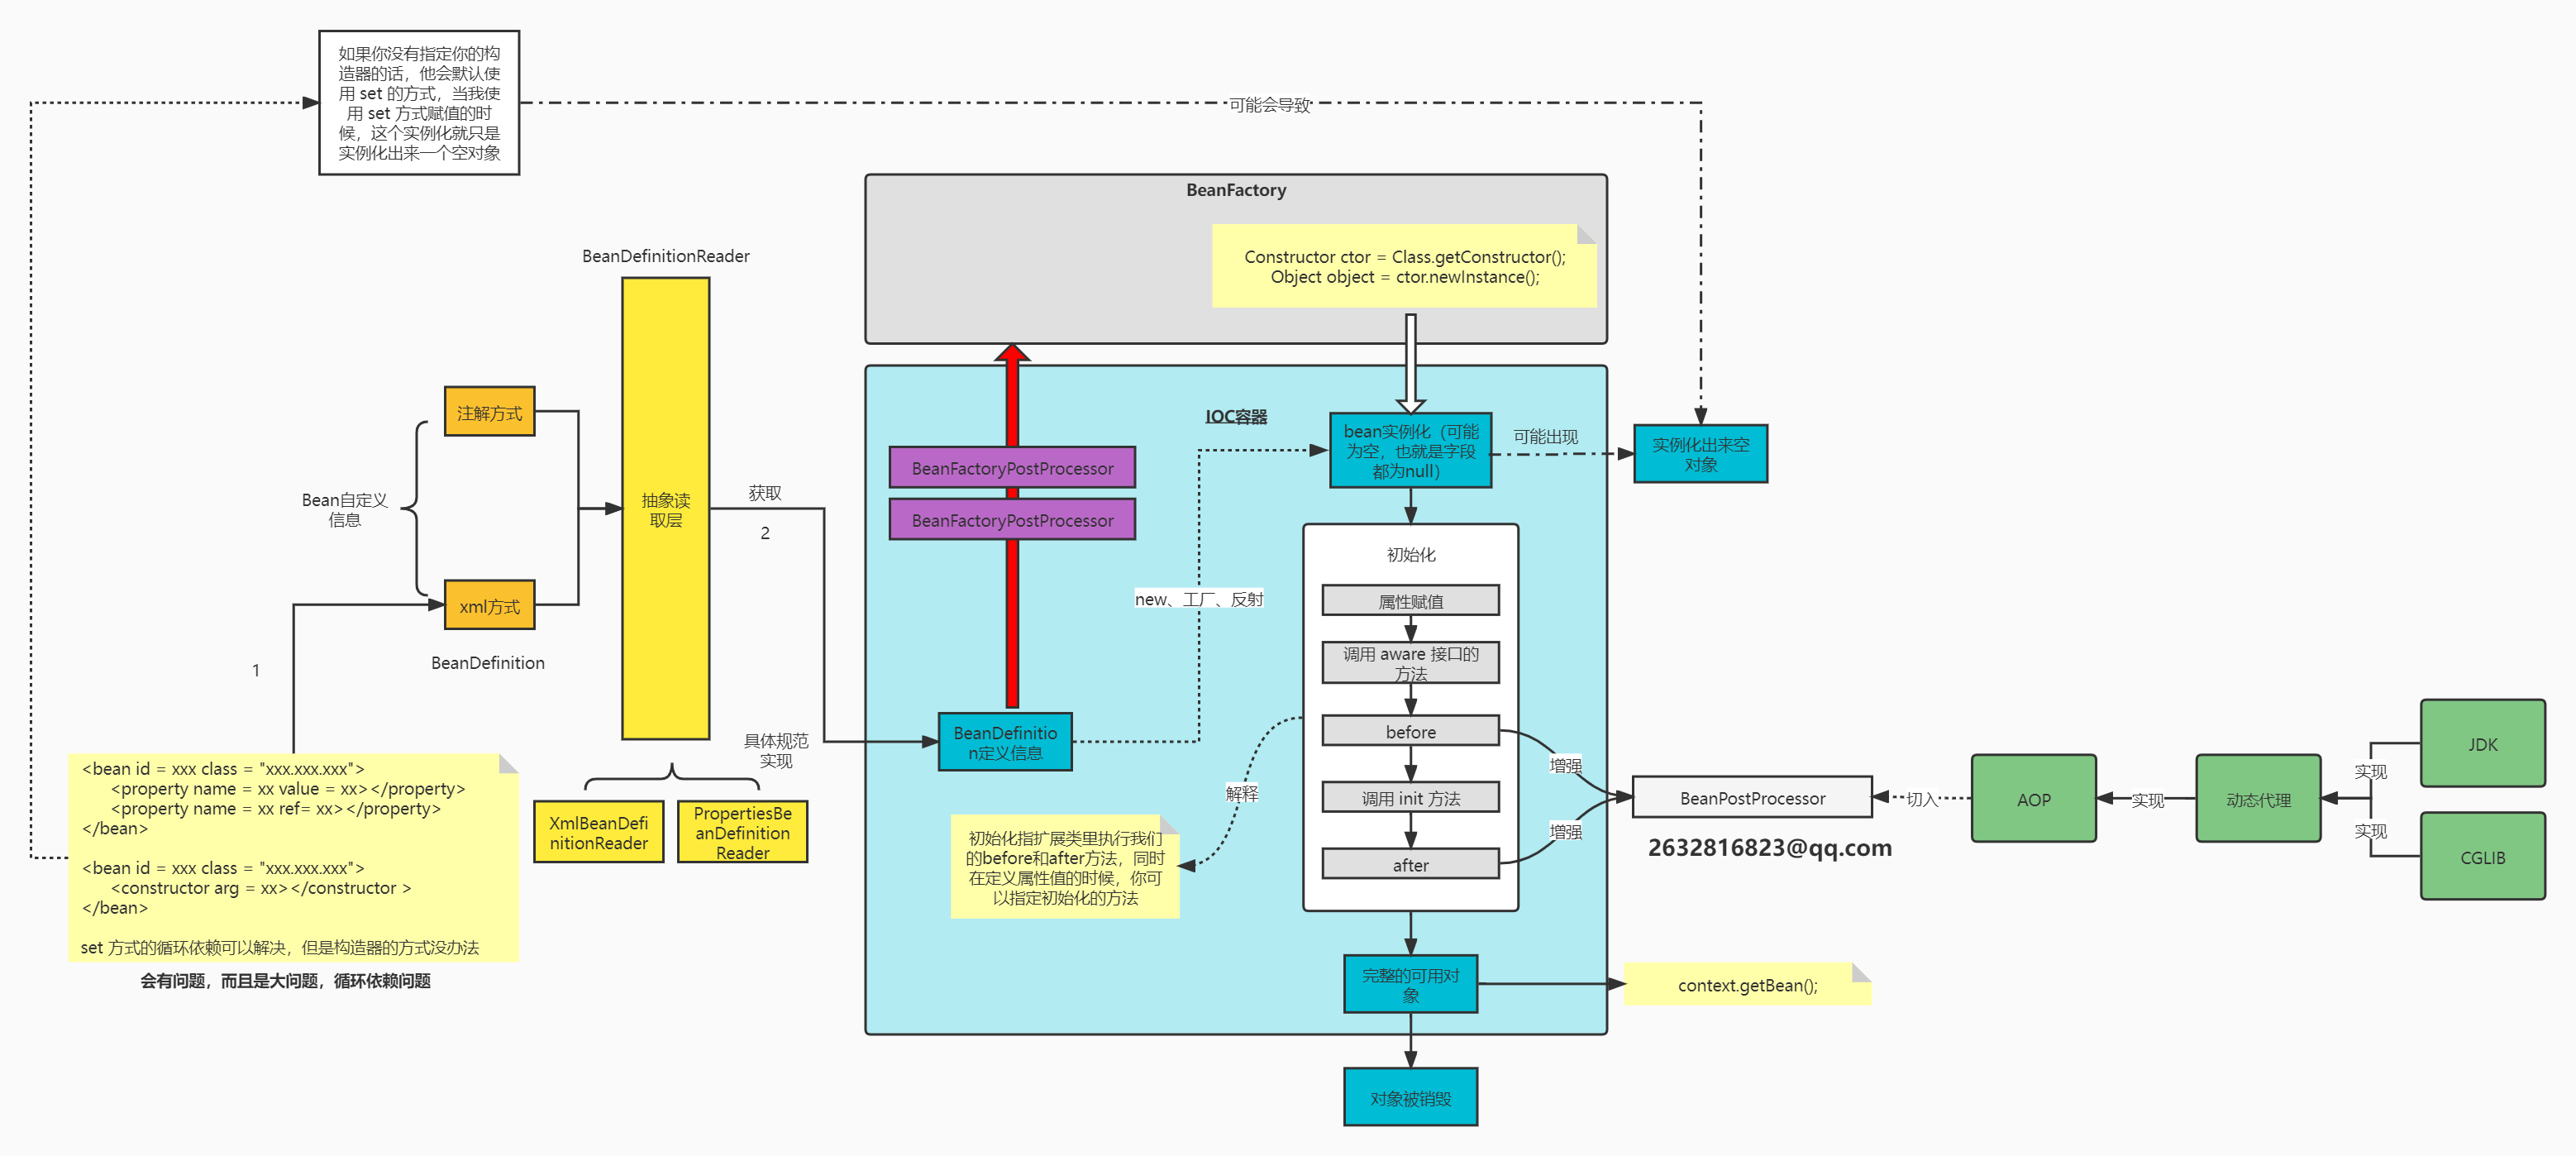 如果你没有指定你的构
造器的话，他会默认使
用 set 的方式，当我使
用 set 方式赋值的时
候，这个实例化就只是
实例化出来一个空对象
可能会导致
BeanFactory
Constructor ctor = Class.getConstructor();
Object object = ctor.newInstance();
BeanDefinitionReader
抽象读
取层
注解方式
Bean自定义
信息
xml方式
BeanDefinition
1
获取
2
具体规范
实现
XmlBeanDefi
nitionReader
PropertiesBe
anDefinition
Reader
<bean id = xxx class = "xxx.xxx.xxx">
<property name = xx value = xx></property>
<property name = xx ref= xx></property>
</bean>
<bean id = xxx class = "xxx.xxx.xxx">
<constructor arg = xx></constructor >
</bean>
set 方式的循环依赖可以解决，但是构造器的方式没办法
会有问题，而且是大问题，循环依赖问题
IOC容器
BeanFactoryPostProcessor
BeanFactoryPostProcessor
BeanDefinitio
n定义信息
new、工厂、反射
bean实例化（可能
为空，也就是字段
都为null）
可能出现
实例化出来空
对象
初始化
属性赋值
调用 aware 接口的
方法
before
调用 init 方法
after
解释
初始化指扩展类里执行我们
的before和after方法，同时
在定义属性值的时候，你可
以指定初始化的方法
增强
增强
BeanPostProcessor
2632816823@qq.com
切入
AOP
实现
动态代理
实现
实现
JDK
CGLIB
完整的可用对
象
context.getBean();
对象被销毁